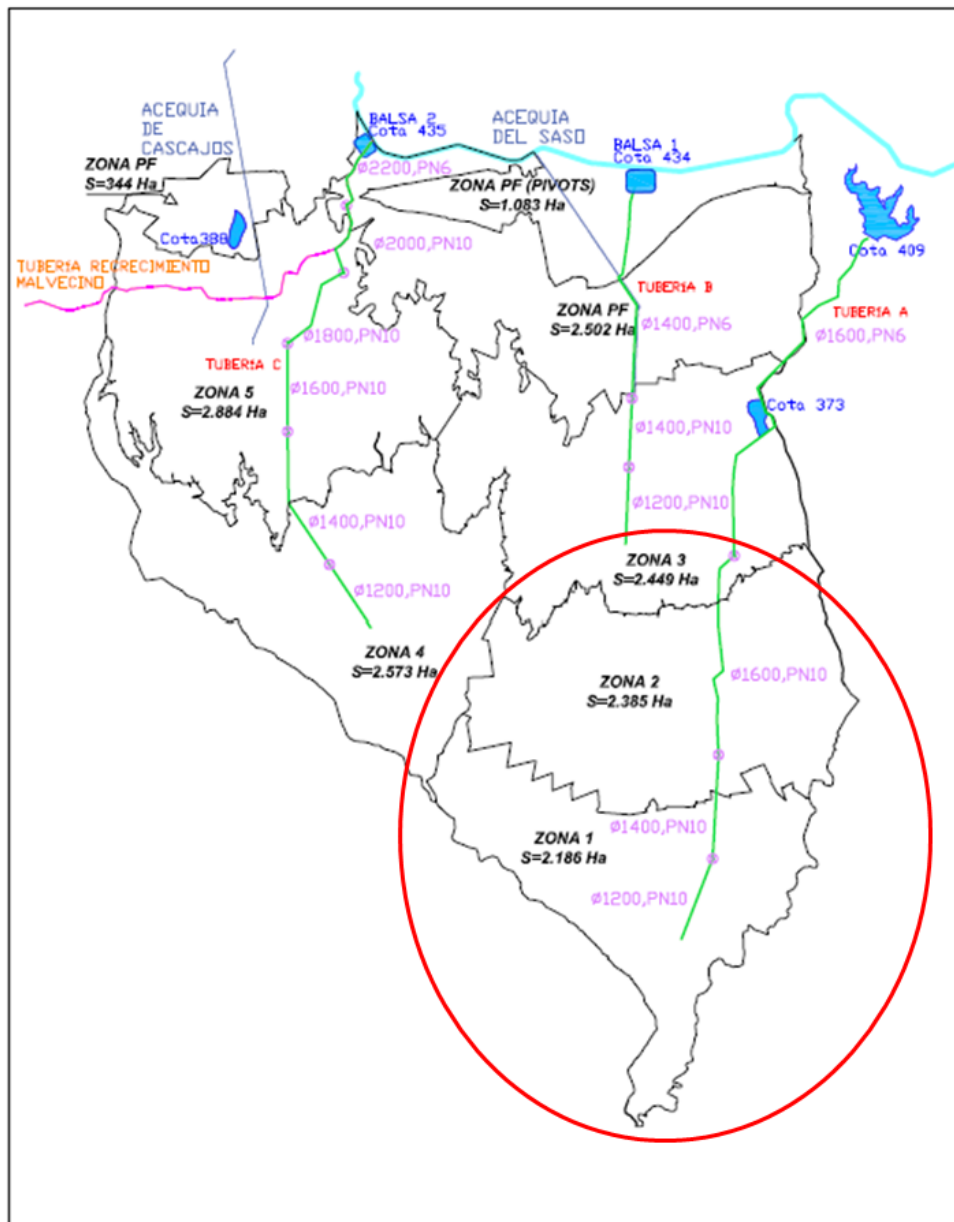 ACEQUIA
DE
CASCAJOS
BALSA 2
Cota 435
ACEQUIA
DEL SASO
BALSA 1
Cota 434
ZONA PF
S=344 Ha
Ø2200,PN6
ZONA PF (PIVOTS)
S=1.083 Ha
Cota388
Ø2000,PN10
Cota 409
TUBERÍA RECRECIMIENTO
MALVECINO
TUBERÍA B
ZONA PF
S=2.502 Ha
Ø1400,PN6
TUBERÍA A
Ø1600,PN6
Ø1800,PN10
TUBERÍA C
Ø1600,PN10
ZONA 5
S=2.884 Ha
Cota 373
Ø1400,PN10
Ø1200,PN10
Ø1400,PN10
ZONA 3
S=2.449 Ha
Ø1200,PN10
ZONA 4
S=2.573 Ha
ZONA 2
S=2.385 Ha
Ø1600,PN10
Ø1400,PN10
ZONA 1
S=2.186 Ha
Ø1200,PN10